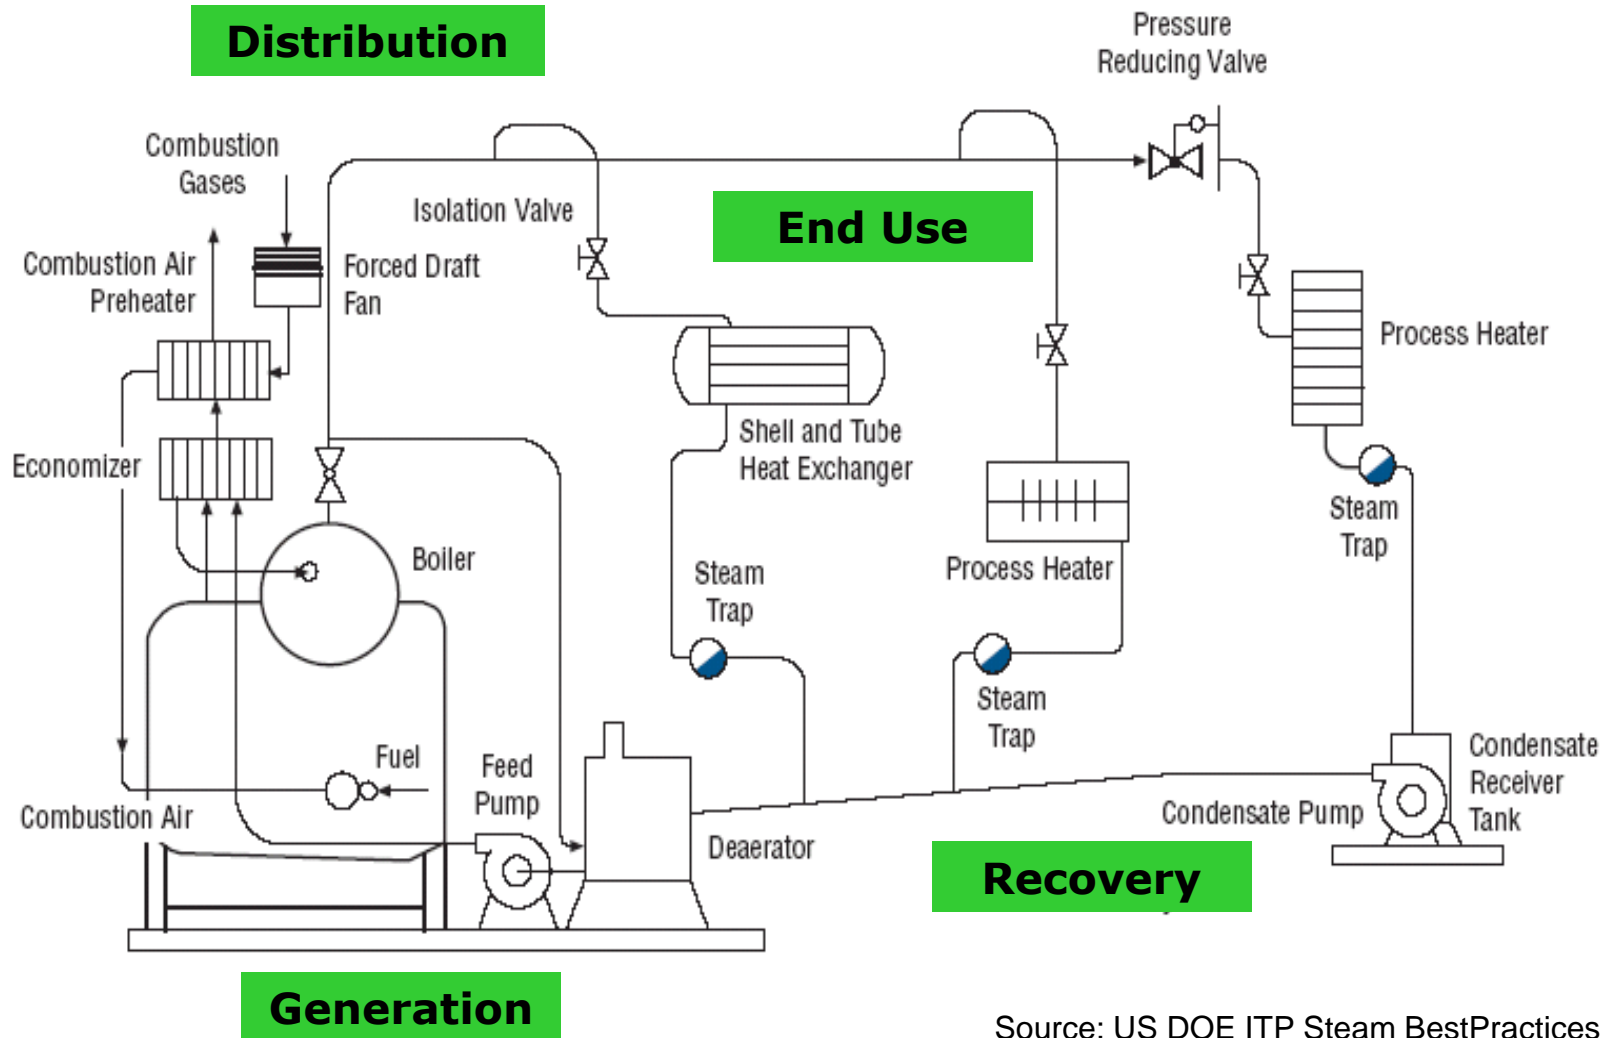 Distribution
Pressure
Reducing Valve
Combustion
Gases
Isolation Valve
End Use
Combustion Air
Preheater
Forced Draft
Fan
Process Heater
Shell and Tube
Heat Exchanger
Economizer
Steam
Trap
Boiler
Steam
Trap
Process Heater
Steam
Trap
Fuel
Feed
Pump
Condensate
Receiver
Tank
Combustion Air
Condensate Pump
Deaerator
Recovery
Generation
Source: US DOE ITP Steam BestPractices